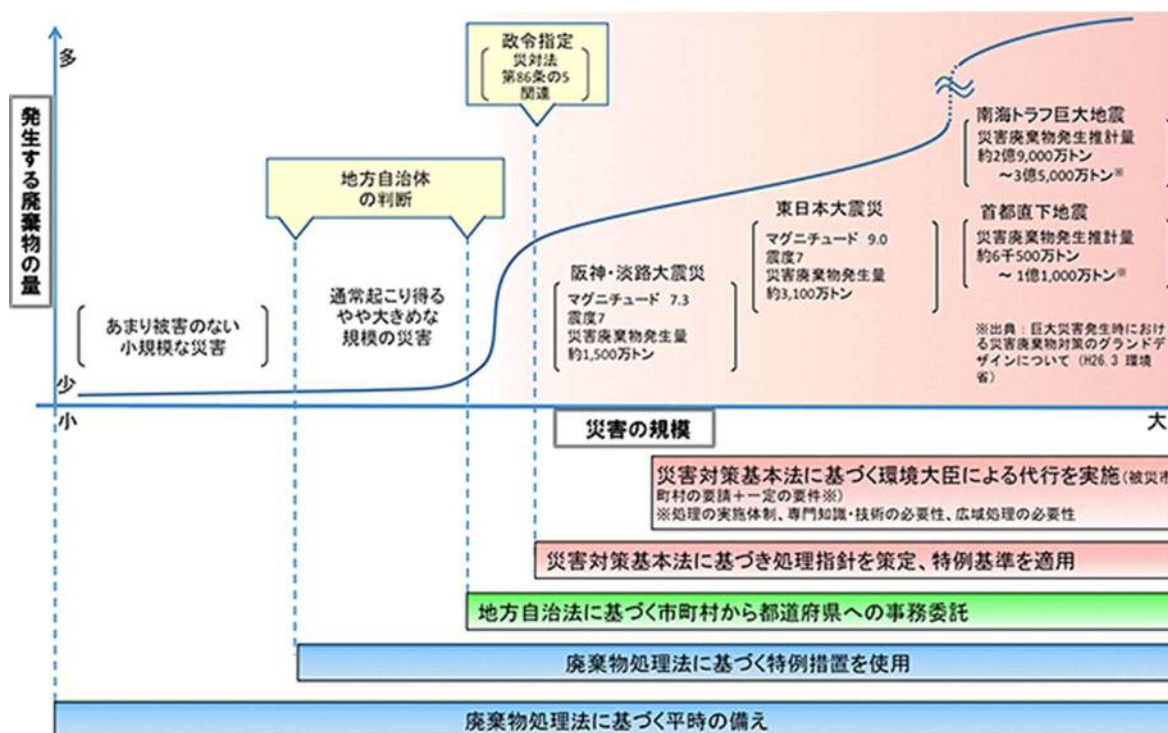 多
発生する廃棄物の量
少
小
災害の規模
大
政令指定
災対法
第86条の5
関連
地方自治体
の判断
あまり被害のない
小規模な災害
通常起こり得る
やや大きめな
規模の災害
阪神・淡路大震災
マグニチュード 7.3
震度7
災害廃棄物発生量
約1,500万トン
東日本大震災
マグニチュード 9.0
震度7
災害廃棄物発生量
約3,100万トン
南海トラフ巨大地震
災害廃棄物発生推計量
約2億9,000万トン
～3億5,000万トン※
首都直下地震
災害廃棄物発生推計量
約6千500万トン
～ 1億1,000万トン※
※出典：巨大災害発生時におけ
る災害廃棄物対策のグランドデ
ザインについて（H26.3 環境
省）
災害対策基本法に基づく環境大臣による代行を実施(被災市
町村の要請＋一定の要件※)
※処理の実施体制、専門知識・技術の必要性、広域処理の必要性
災害対策基本法に基づき処理指針を策定、特例基準を適用
地方自治法に基づく市町村から都道府県への事務委託
廃棄物処理法に基づく特例措置を使用
廃棄物処理法に基づく平時の備え